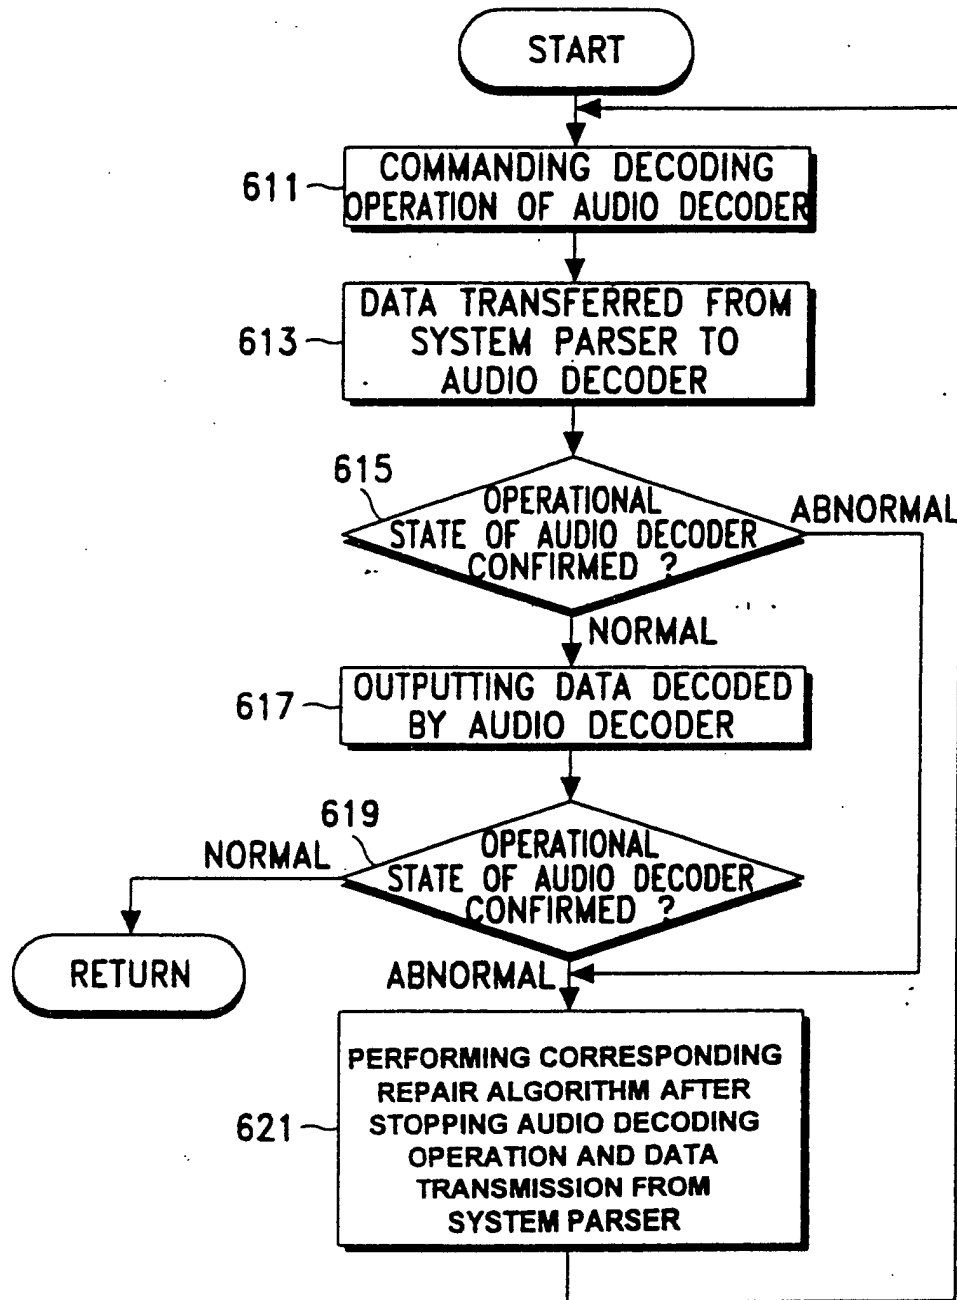 START
611
COMMANDING DECODING
OPERATION OF AUDIO DECODER
613
DATA TRANSFERRED FROM
SYSTEM PARSER TO
AUDIO DECODER
615
OPERATIONAL
STATE OF AUDIO DECODER
CONFIRMED ?
ABNORMAL
NORMAL
617
OUTPUTTING DATA DECODED
BY AUDIO DECODER
619
OPERATIONAL
STATE OF AUDIO DECODER
CONFIRMED ?
NORMAL
RETURN
ABNORMAL
621
PERFORMING CORRESPONDING
REPAIR ALGORITHM AFTER
STOPPING AUDIO DECODING
OPERATION AND DATA
TRANSMISSION FROM
SYSTEM PARSER